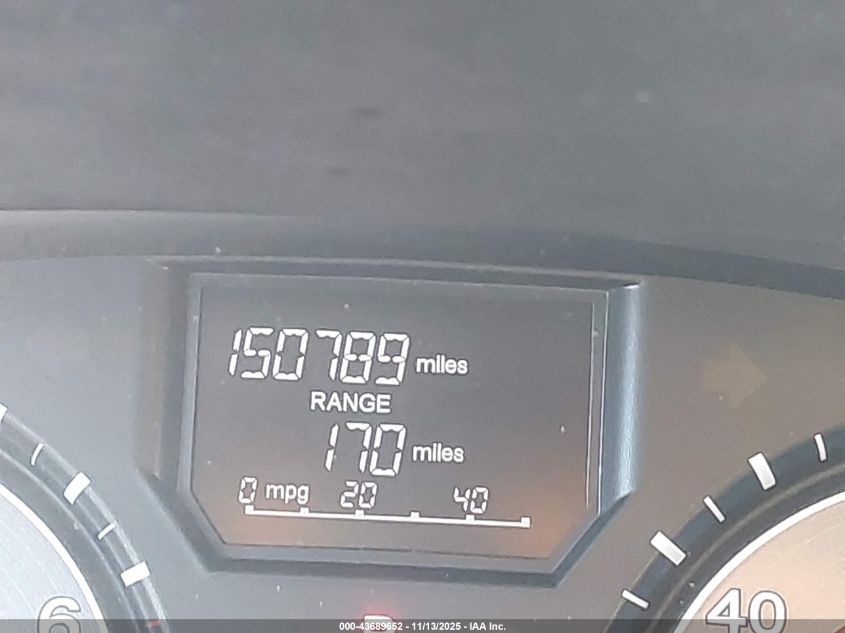 150789 miles
RANGE
170 miles
0 mpg 20 40
6
40
000-43689652 - 11/13/2025 - IAA Inc.